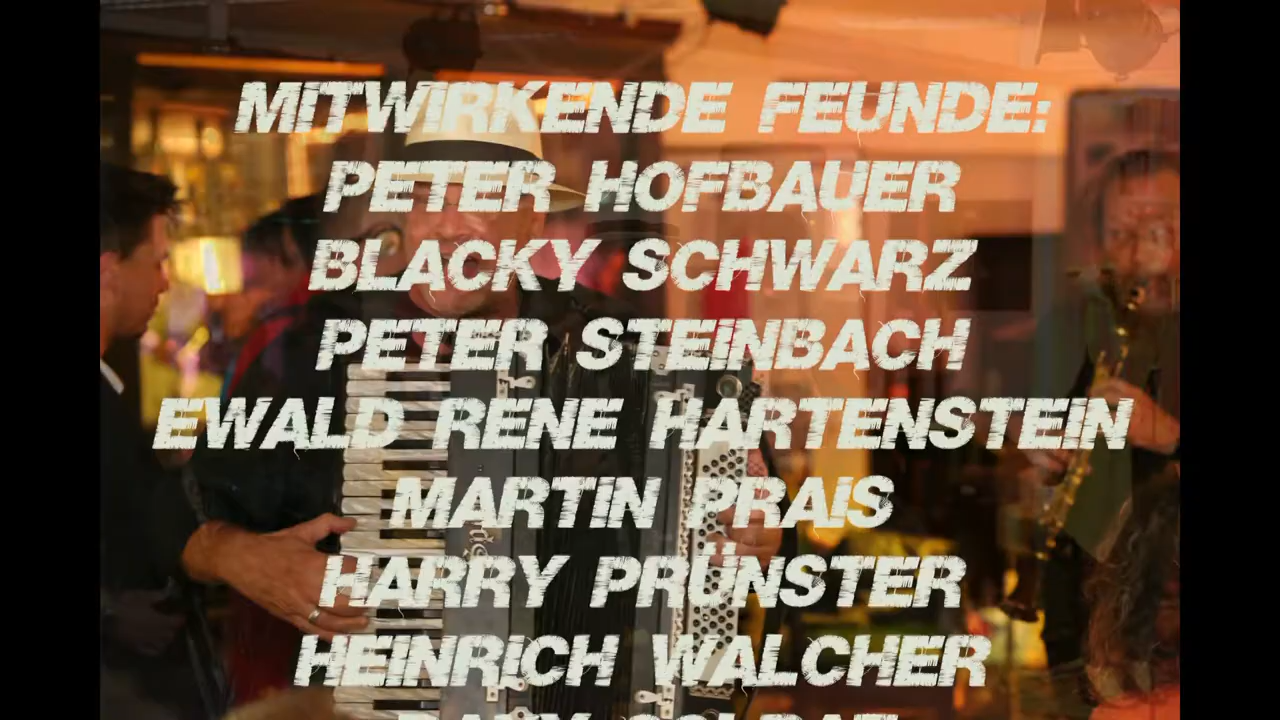 MITWIRKENDE FEUNDE:
PETER HOFBAUER
BLACKY SCHWARZ
PETER STEINBACH
EWALD RENE HARTENSTEIN
MARTIN PRAIS
HARRY PRÜNSTER
HEINRICH WALCHER